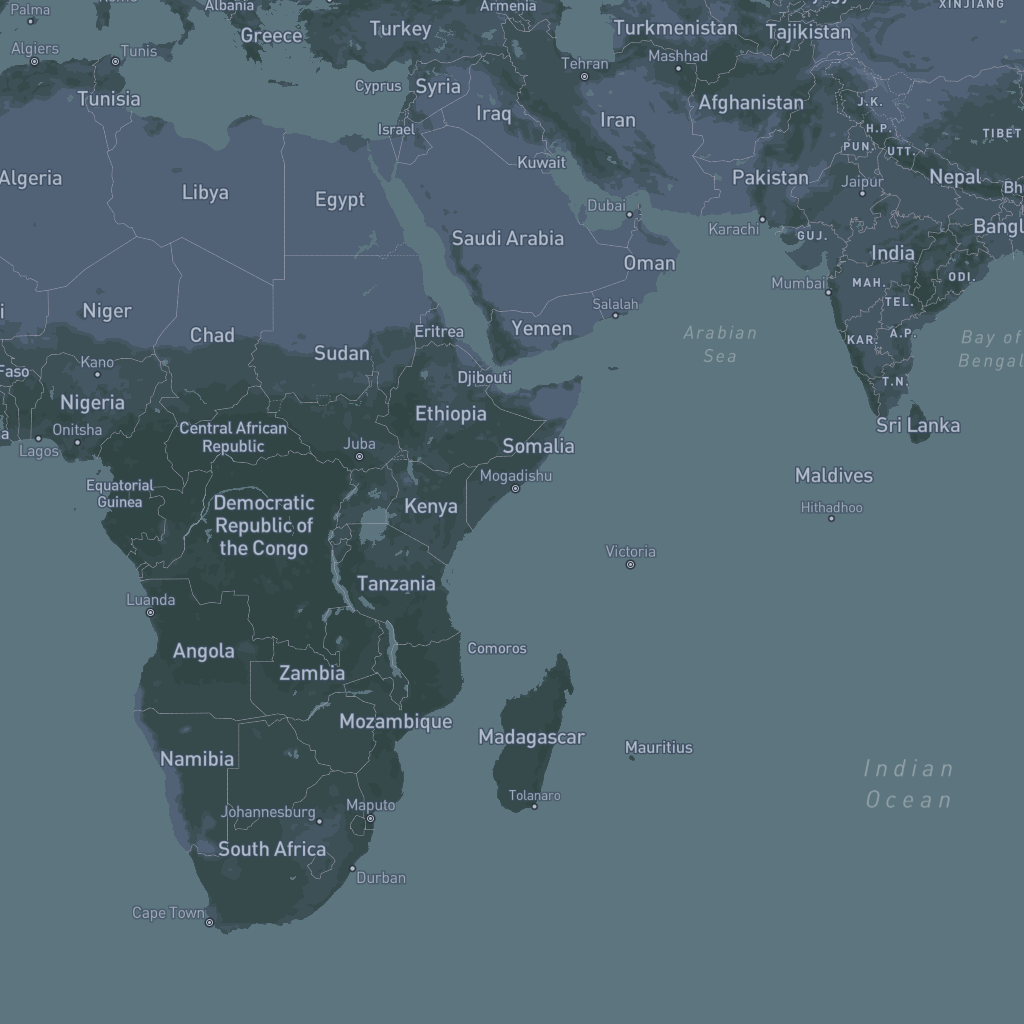 Palma
Albania
Armenia
XINJIANG
Greece
Turkey
Turkmenistan
Tajikistan
Algiers
Tunis
Tehran
Mashhad
Tunisia
Cyprus
Syria
Afghanistan
J.K.
Iraq
Iran
Israel
H.P.
TIBET
PUN.
UTT.
Kuwait
Algeria
Libya
Egypt
Pakistan
Jaipur
Nepal
Bh
Dubai
Karachi
Bangl
Saudi Arabia
GUJ.
India
Oman
MAH.
ODI.
Mumbai
TEL.
Niger
Salalah
i
Chad
Eritrea
Yemen
Arabian
Sea
KAR.
A.P.
Bay of
Bengal
Sudan
Kano
Faso
Djibouti
T.N.
Nigeria
Ethiopia
Onitsha
Central African
Republic
Sri Lanka
a
Lagos
Juba
Somalia
Mogadishu
Maldives
Equatorial
Guinea
Democratic
Republic of
the Congo
Kenya
Hithadhoo
Victoria
Tanzania
Luanda
Angola
Comoros
Zambia
Mozambique
Madagascar
Mauritius
Namibia
Indian
Ocean
Tolanaro
Johannesburg
Maputo
South Africa
Durban
Cape Town